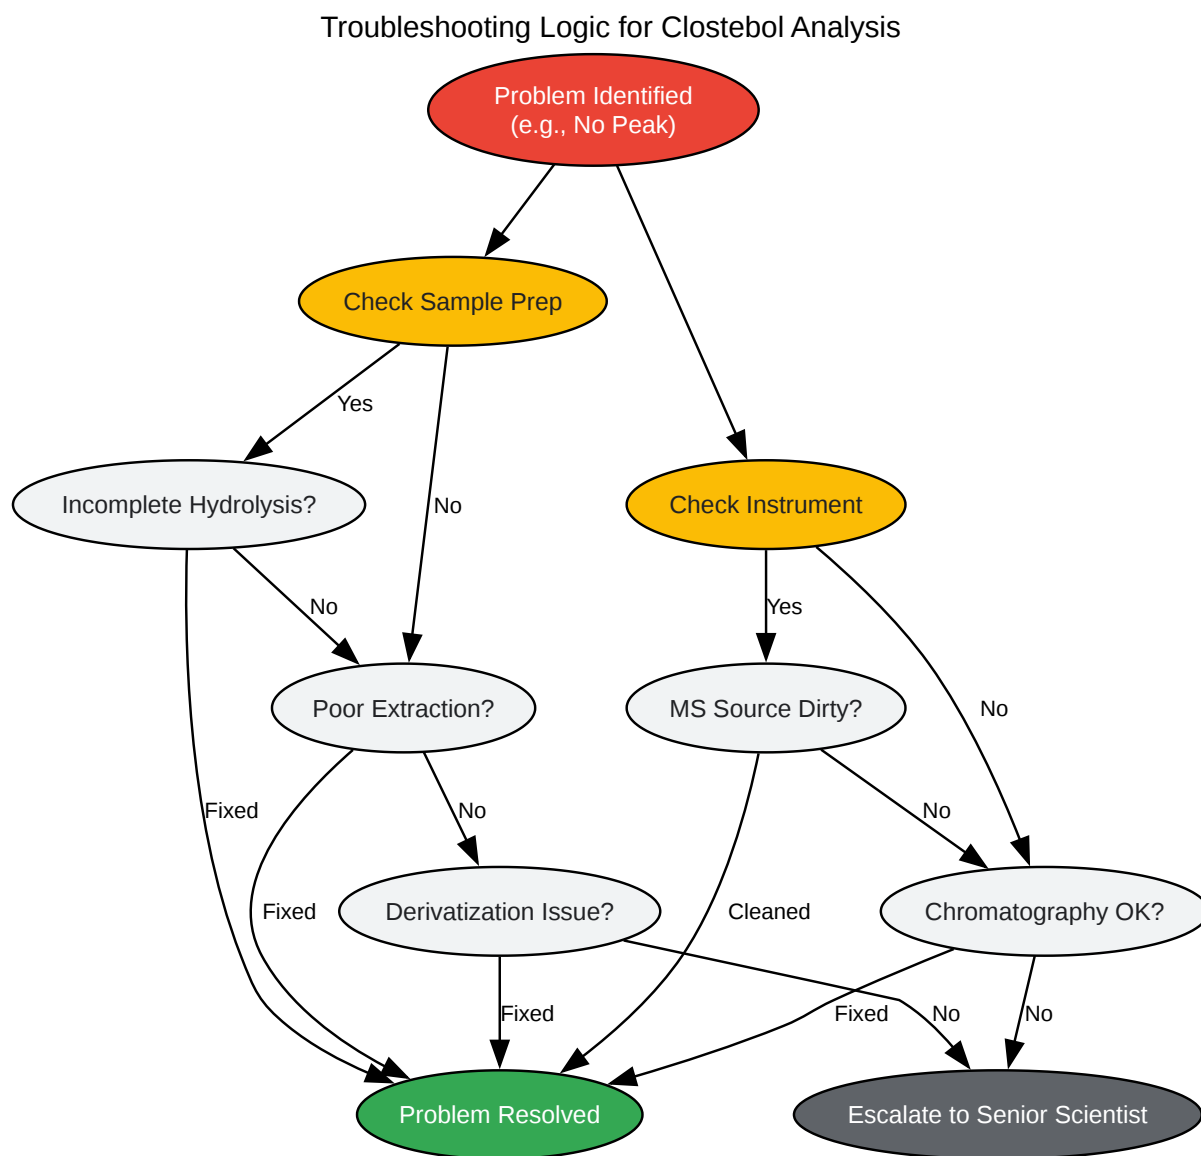 Troubleshooting Logic for Clostebol Analysis
Problem Identified
(e.g., No Peak)
Check Sample Prep
Yes
Incomplete Hydrolysis?
No
Check Instrument
No
Yes
Poor Extraction?
MS Source Dirty?
No
Fixed
No
No
Derivatization Issue?
Fixed
Cleaned
Chromatography OK?
Fixed
Fixed
No
No
Problem Resolved
Escalate to Senior Scientist